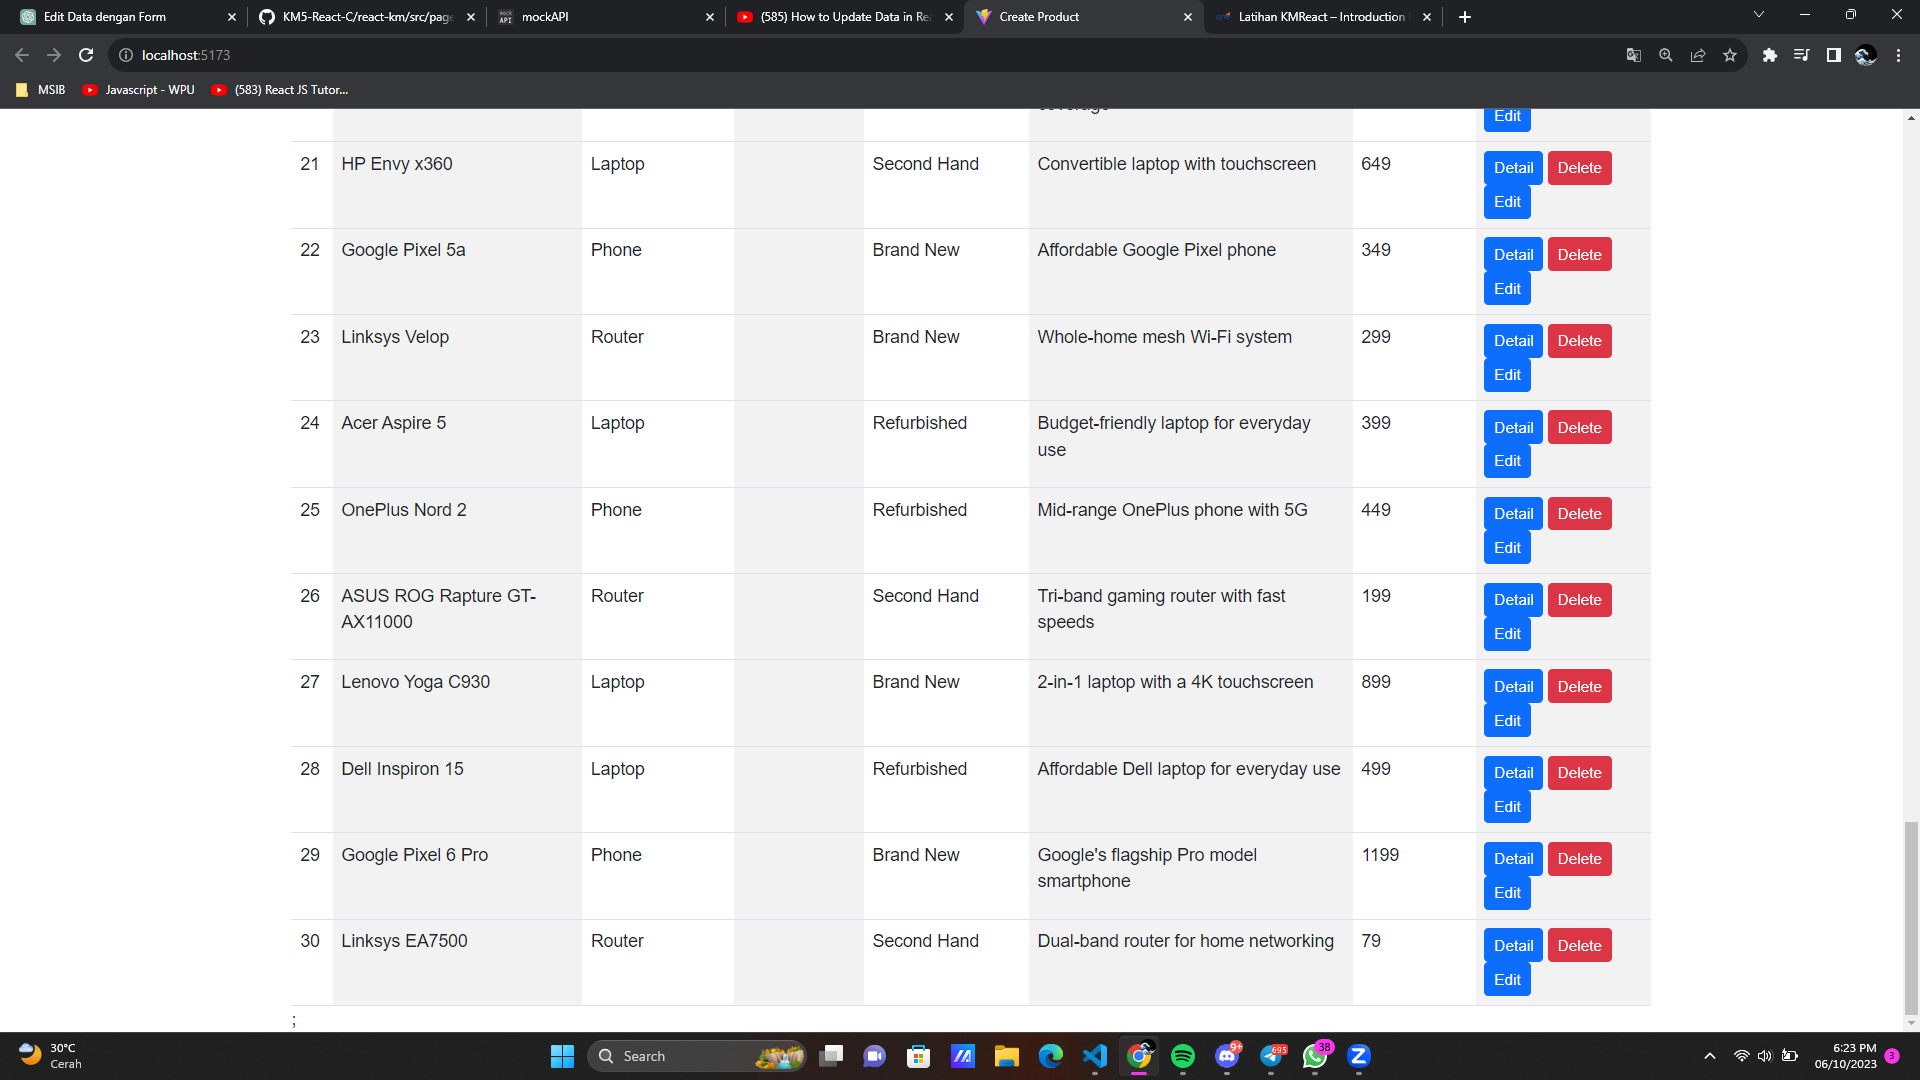 Edit Data dengan Form
KM5-React-C/react-km/src/page
mockAPI
(585) How to Update Data in Re
Create Product
Latihan KMReact – Introduction
localhost:5173
MSIB
Javascript - WPU
(583) React JS Tutor...
coverage
Edit
21 HP Envy x360 Laptop Second Hand Convertible laptop with touchscreen 649 Detail Delete
Edit
22 Google Pixel 5a Phone Brand New Affordable Google Pixel phone 349 Detail Delete
Edit
23 Linksys Velop Router Brand New Whole-home mesh Wi-Fi system 299 Detail Delete
Edit
24 Acer Aspire 5 Laptop Refurbished Budget-friendly laptop for everyday 399 Detail Delete
use
Edit
25 OnePlus Nord 2 Phone Refurbished Mid-range OnePlus phone with 5G 449 Detail Delete
Edit
26 ASUS ROG Rapture GT- Router Second Hand Tri-band gaming router with fast 199 Detail Delete
AX11000 speeds
Edit
27 Lenovo Yoga C930 Laptop Brand New 2-in-1 laptop with a 4K touchscreen 899 Detail Delete
Edit
28 Dell Inspiron 15 Laptop Refurbished Affordable Dell laptop for everyday use 499 Detail Delete
Edit
29 Google Pixel 6 Pro Phone Brand New Google's flagship Pro model 1199 Detail Delete
smartphone
Edit
30 Linksys EA7500 Router Second Hand Dual-band router for home networking 79 Detail Delete
Edit
;
30°C
Cerah
Search
9+
695
38
6:23 PM
06/10/2023
3